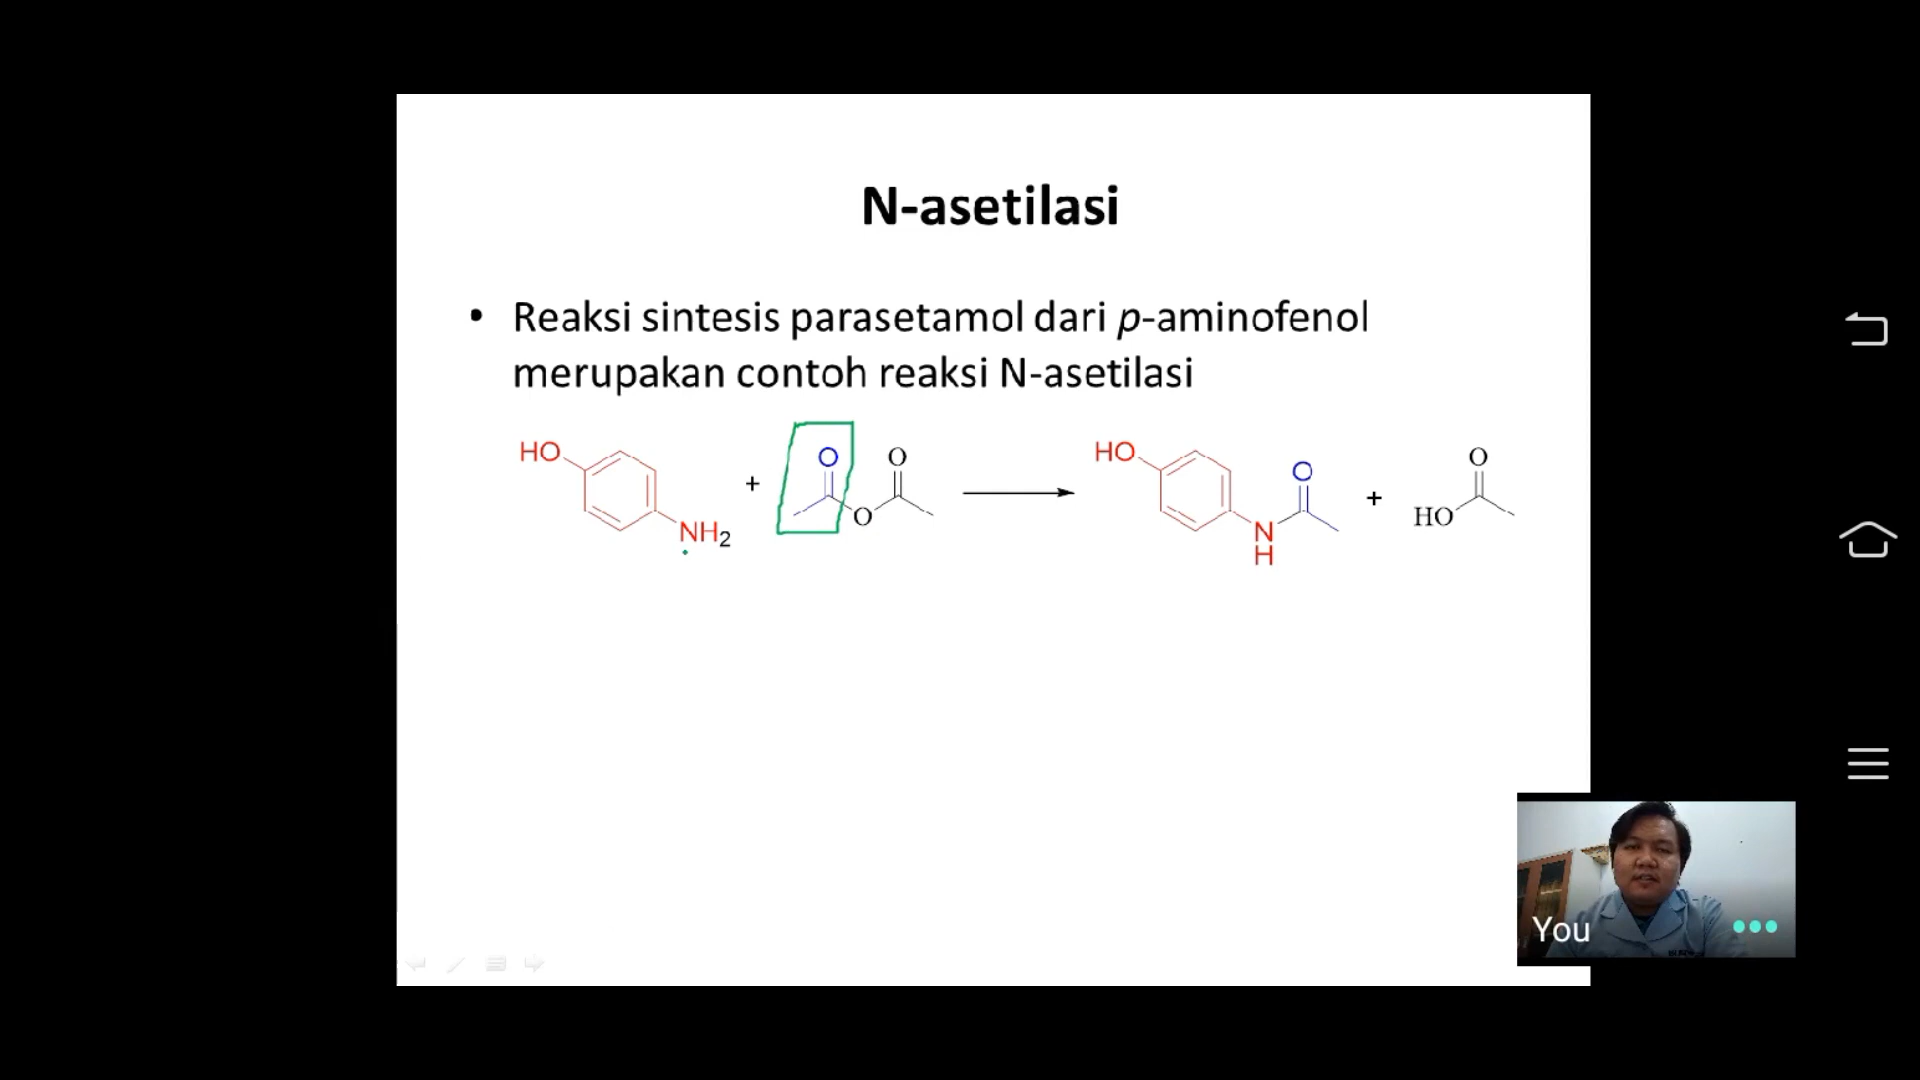 N-asetilasi
• Reaksi sintesis parasetamol dari p-aminofenol
merupakan contoh reaksi N-asetilasi
HO NH2 + O O O HO O N H + O HO
You